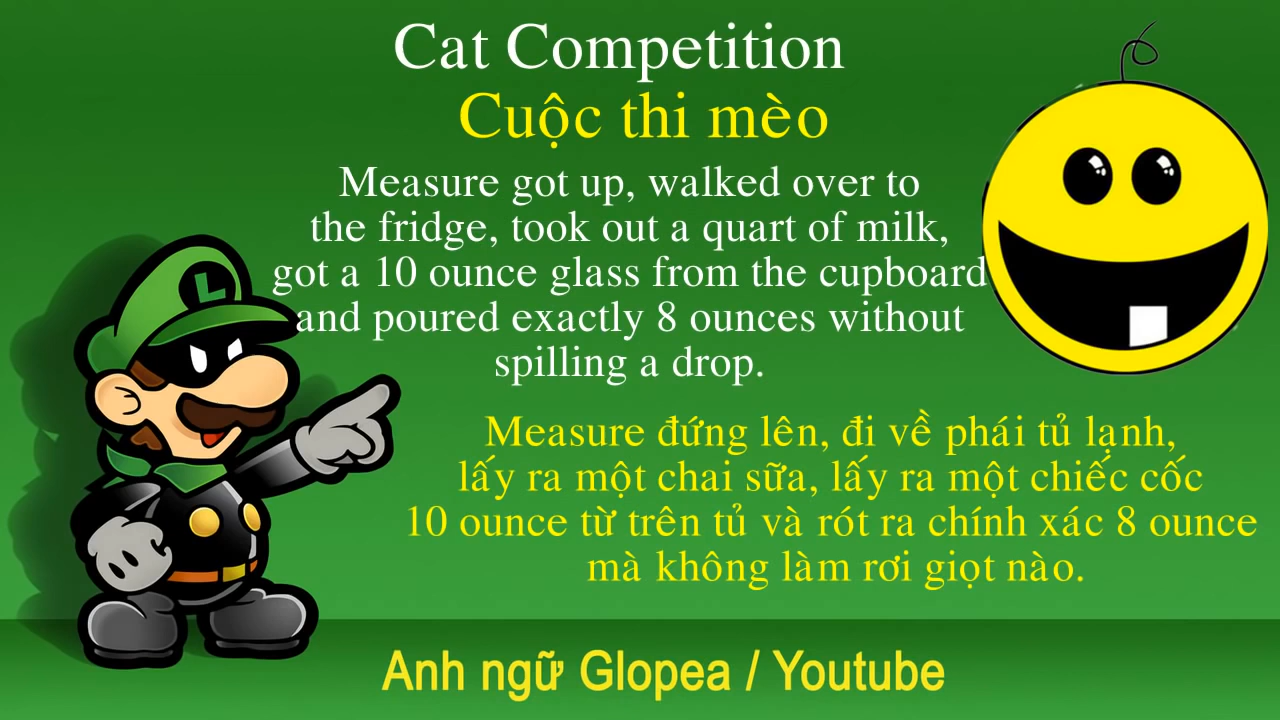 Cat Competition
Cuộc thi mèo
Measure got up, walked over to
the fridge, took out a quart of milk,
got a 10 ounce glass from the cupboard
and poured exactly 8 ounces without
spilling a drop.
L
Measure đứng lên, đi về phái tủ lạnh,
lấy ra một chai sữa, lấy ra một chiếc cốc
10 ounce từ trên tủ và rót ra chính xác 8 ounce
mà không làm rơi giọt nào.
Anh ngữ Glopea / Youtube